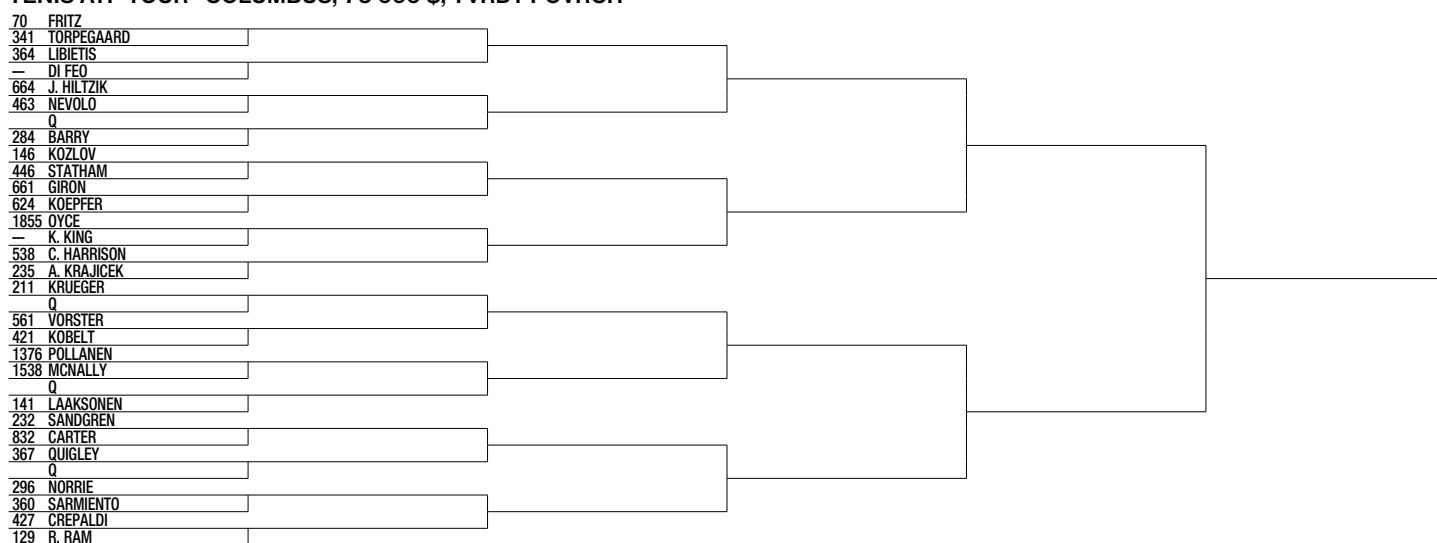 COLUMBUS, POVRCH
70 FRITZ
341 TORPEGAARD
364 LIBIETIS
— DI FEO
664 J. HILTZIK
463 NEVOLO
Q
284 BARRY
146 KOZLOV
446 STATHAM
661 GIRON
624 KOEPFER
1855 OYCE
— K. KING
538 C. HARRISON
235 A. KRAJICEK
211 KRUEGER
Q
561 VORSTER
421 KOBELT
1376 POLLANEN
1538 MCNALLY
Q
141 LAAKSONEN
232 SANDGREN
832 CARTER
367 QUIGLEY
Q
296 NORRIE
360 SARMIENTO
427 CREPALDI
129 R. RAM